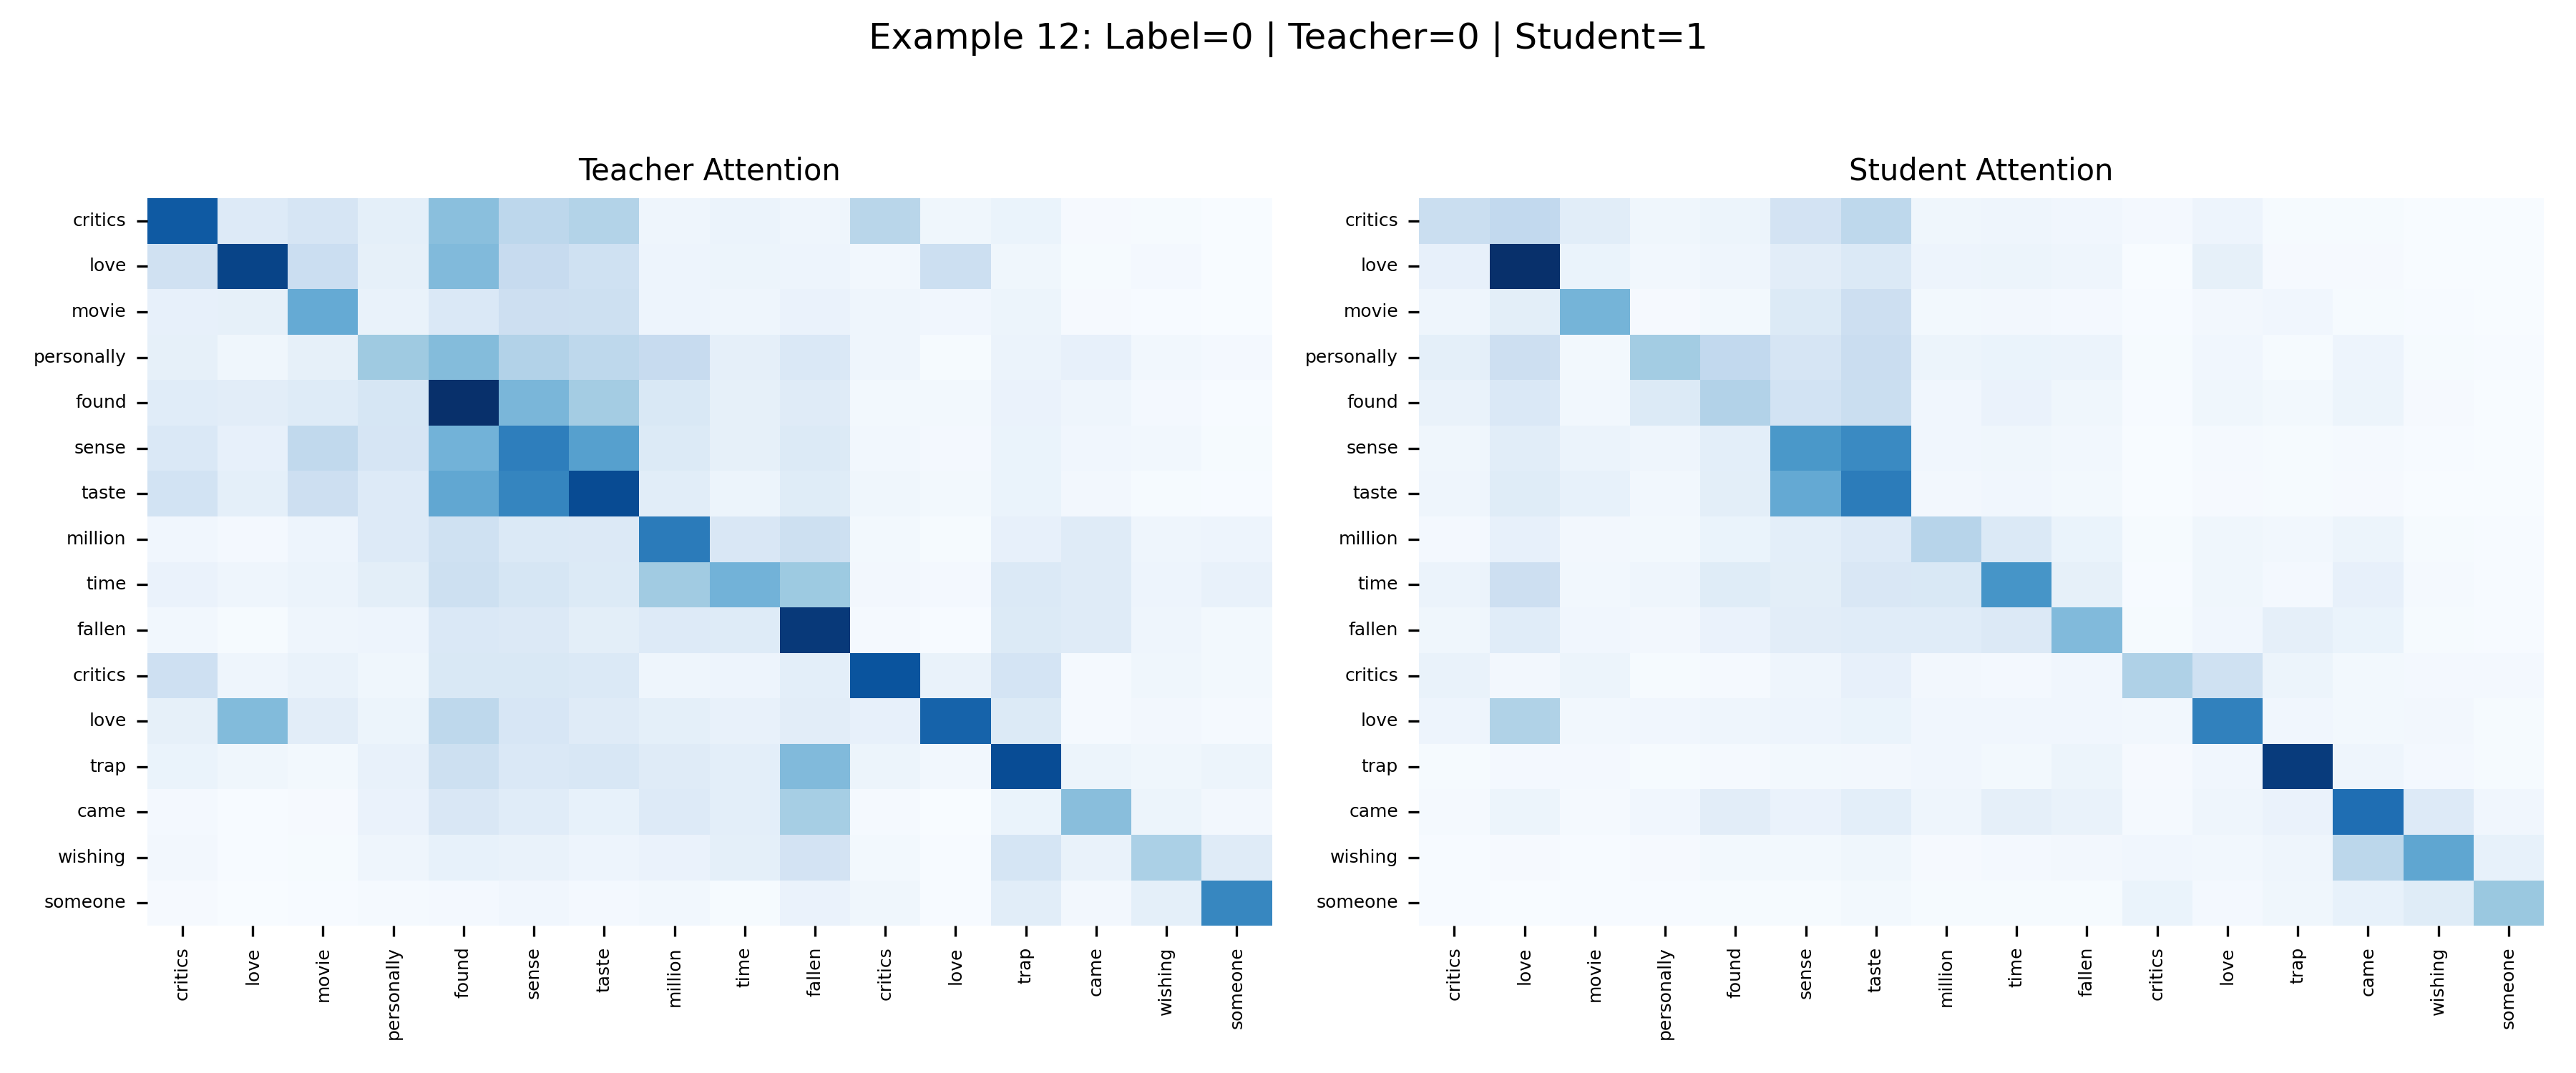 Example 12: Label=0 | Teacher=0 | Student=1
Teacher Attention
critics
love
movie
personally
found
sense
taste
million
time
fallen
critics
love
trap
came
wishing
someone
critics
love
movie
personally
found
sense
taste
million
time
fallen
critics
love
trap
came
wishing
someone
Student Attention
critics
love
movie
personally
found
sense
taste
million
time
fallen
critics
love
trap
came
wishing
someone
critics
love
movie
personally
found
sense
taste
million
time
fallen
critics
love
trap
came
wishing
someone